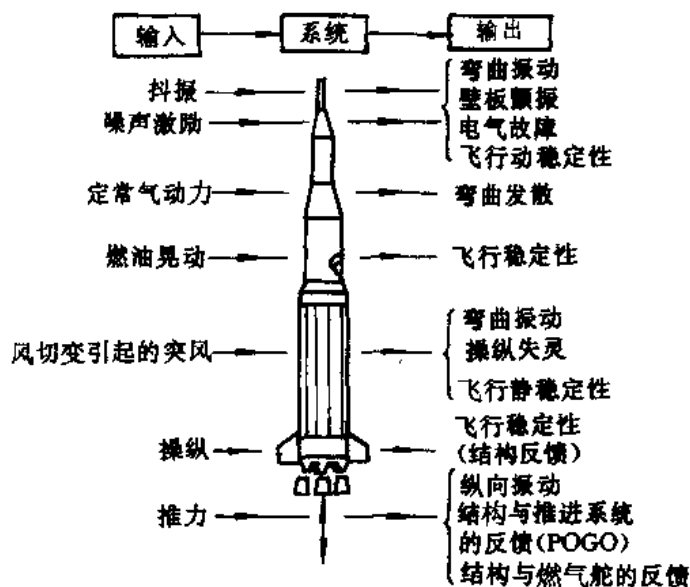 输入 系统 输出
抖振
噪声激励
弯曲振动
壁板颤振
电气故障
飞行动稳定性
定常气动力
弯曲发散
燃油晃动
飞行稳定性
风切变引起的突风
弯曲振动
操纵失灵
飞行静稳定性
操纵
飞行稳定性
(结构反馈)
推力
纵向振动
结构与推进系统
的反馈(POGO)
结构与燃气舵的反馈